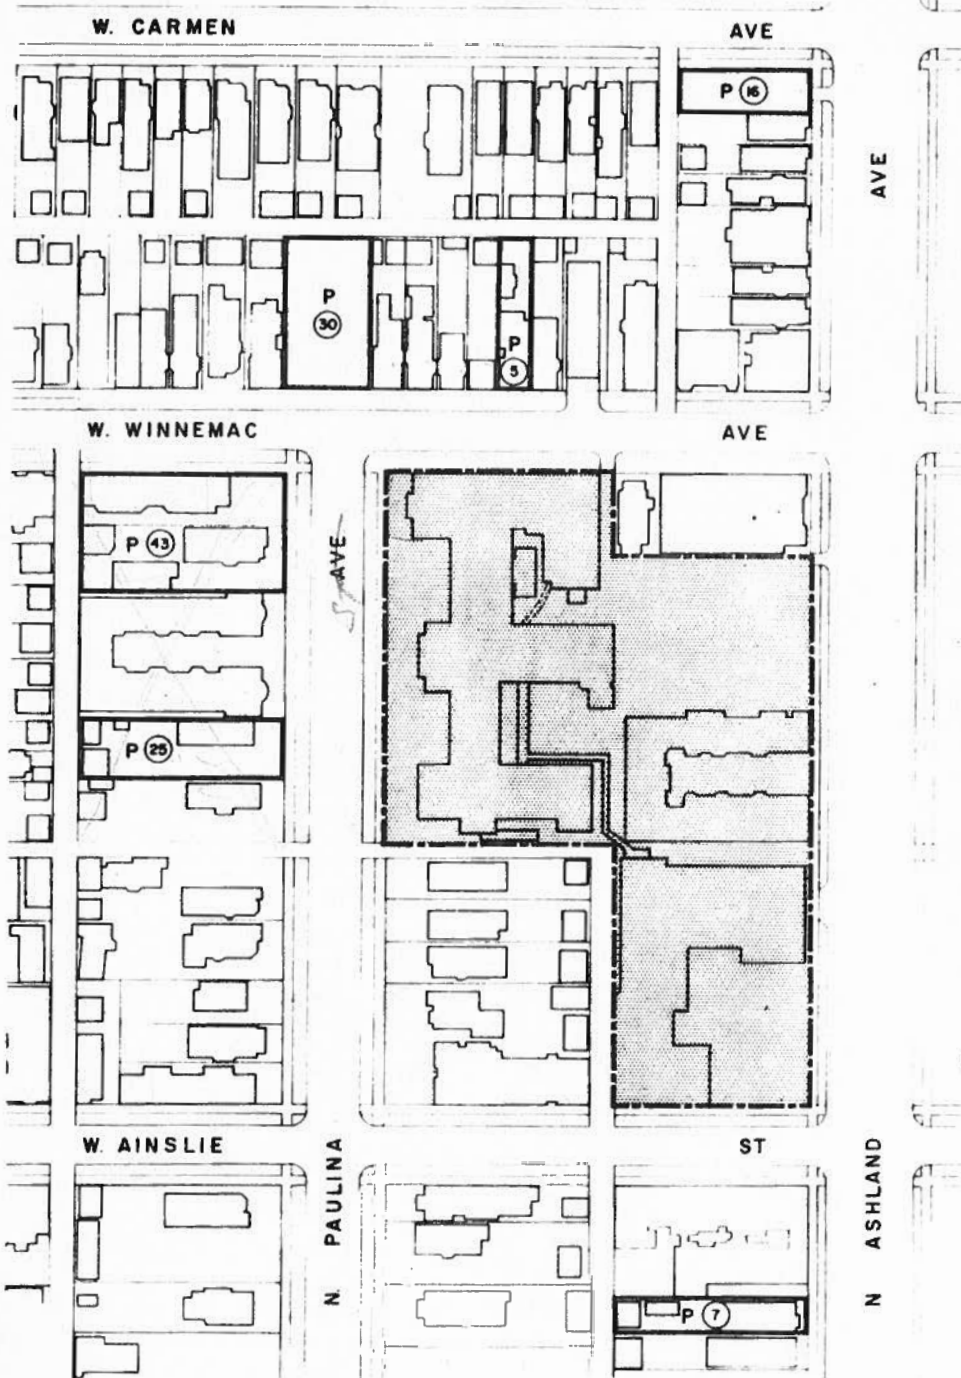 W. CARMEN AVE
P 16
AVE
P 30
P 5
W. WINNEMAC AVE
P 43
AVE
P 25
W. AINSLIE ST
N. PAULINA
N ASHLAND
P 7